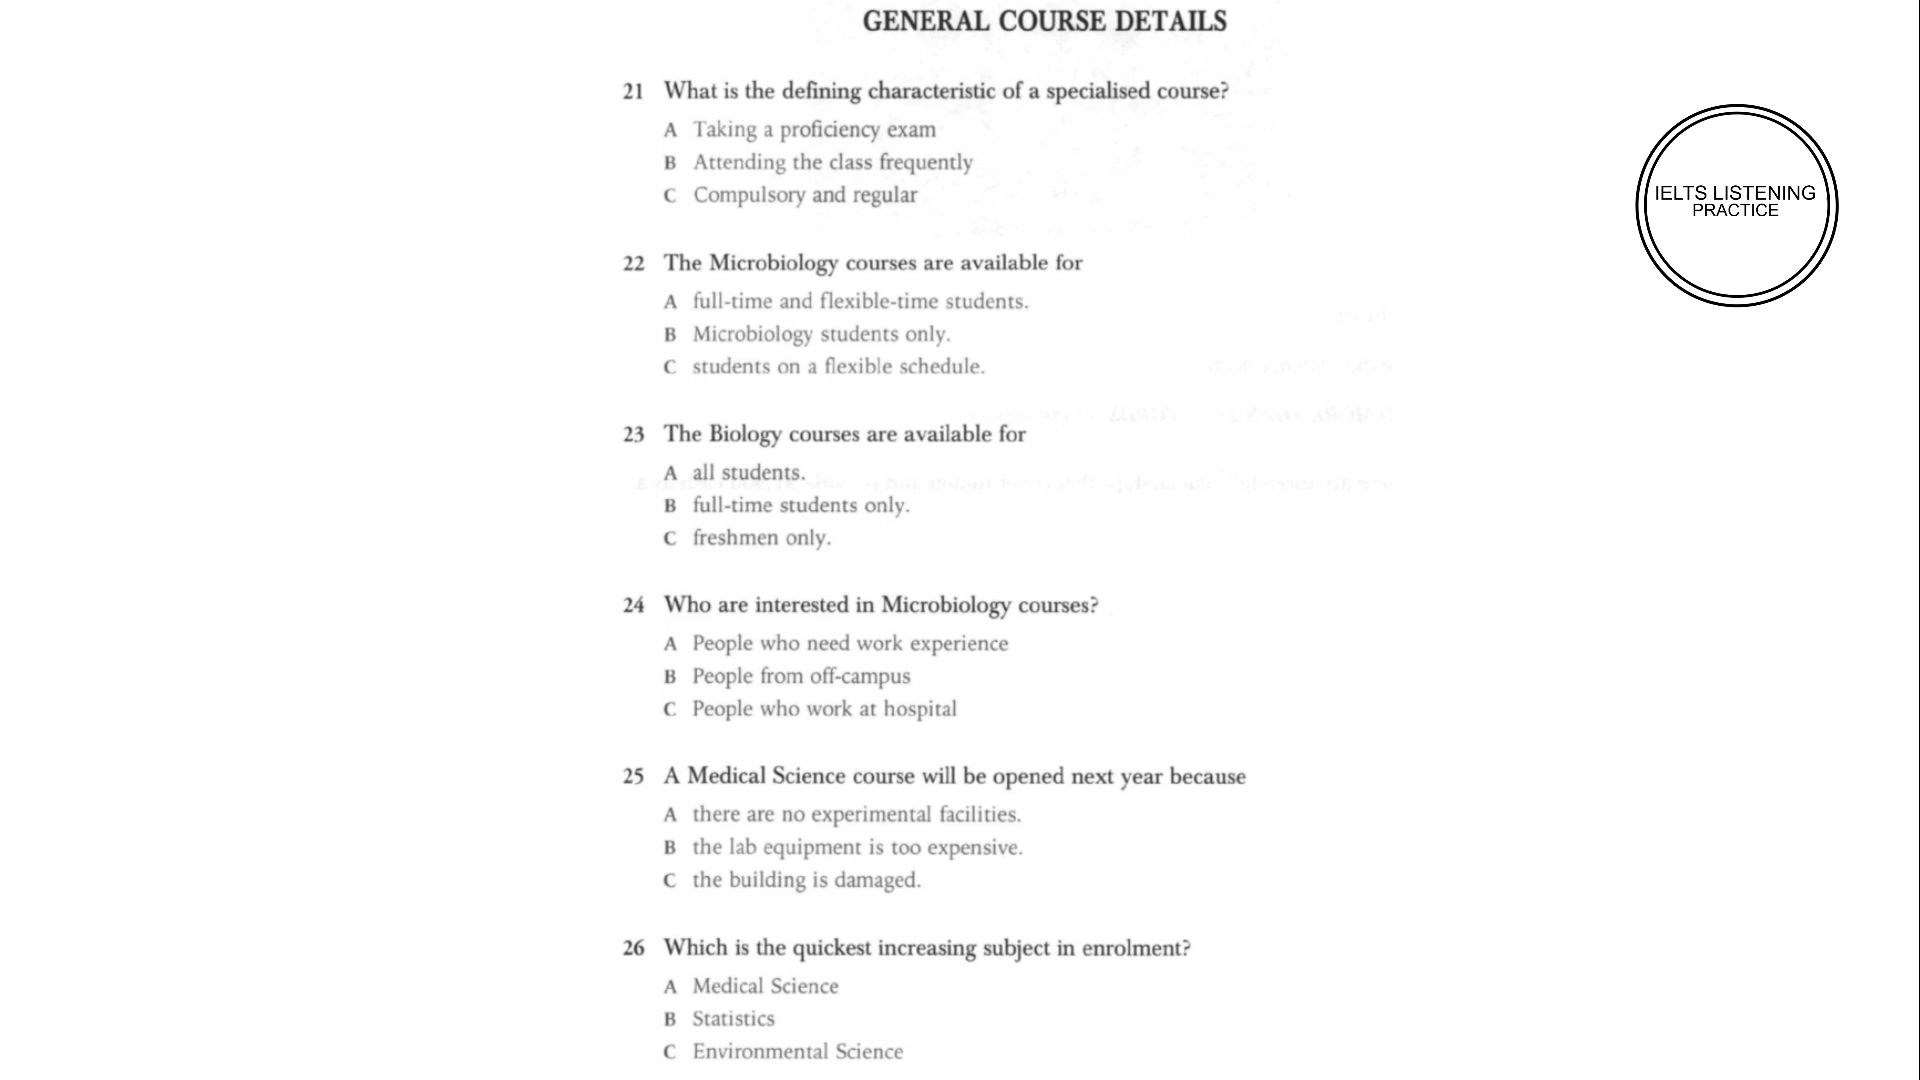 GENERAL COURSE DETAILS
21 What is the defining characteristic of a specialised course?
A Taking a proficiency exam
B Attending the class frequently
C Compulsory and regular
22 The Microbiology courses are available for
A full-time and flexible-time students.
B Microbiology students only.
C students on a flexible schedule.
23 The Biology courses are available for
A all students.
B full-time students only.
C freshmen only.
24 Who are interested in Microbiology courses?
A People who need work experience
B People from off-campus
C People who work at hospital
25 A Medical Science course will be opened next year because
A there are no experimental facilities.
B the lab equipment is too expensive.
C the building is damaged.
26 Which is the quickest increasing subject in enrolment?
A Medical Science
B Statistics
C Environmental Science
IELTS LISTENING
PRACTICE